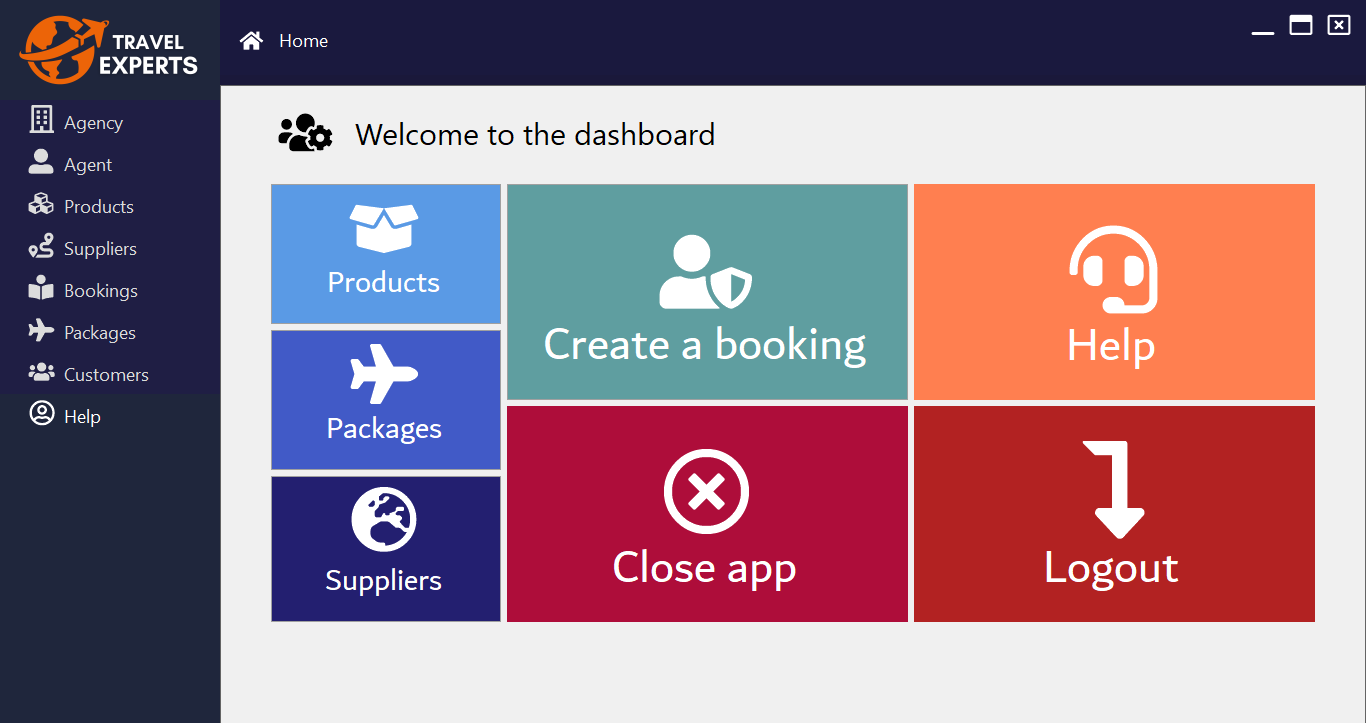 TRAVEL
EXPERTS
Home
Agency
Agent
Products
Suppliers
Bookings
Packages
Customers
Help
Welcome to the dashboard
Products
Packages
Suppliers
Create a booking
Help
Close app
Logout